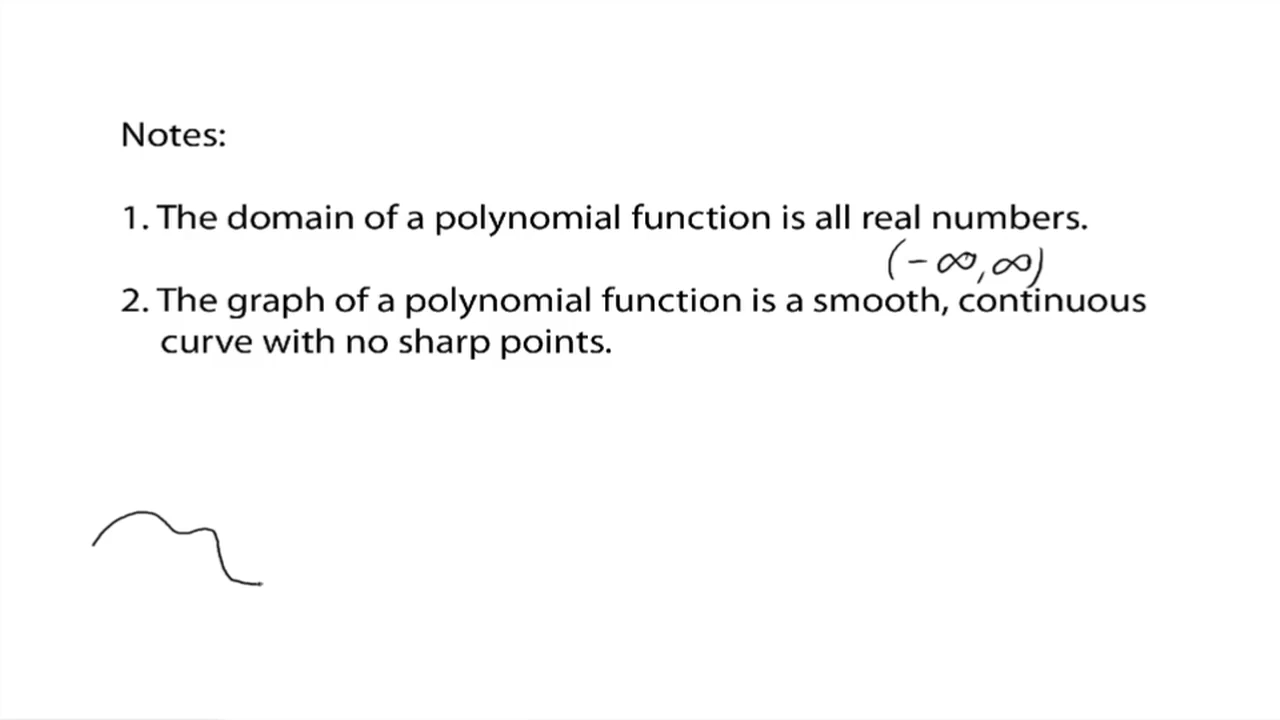 Notes:
1. The domain of a polynomial function is all real numbers.
(-∞,∞)
2. The graph of a polynomial function is a smooth, continuous
curve with no sharp points.